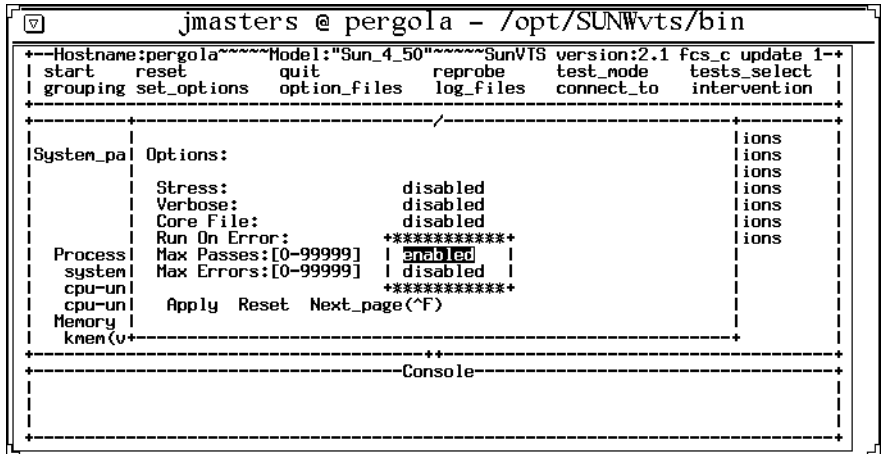 jmasters @ pergola – /opt/SUNWvts/bin
+--Hostname:pergola~~~~~Model:"Sun_4_50"~~~~~SunVTS version:2.1 fcs_c update 1-+
| start reset quit reprobe test_mode tests_select |
| grouping set_options option_files log_files connect_to intervention |
| ions
|System_pa| Options: | ions
| ions
| Stress: disabled | ions
| Verbose: disabled | ions
| Core File: disabled | ions
| Run On Error: +***********+ | ions
| Process| Max Passes:[0-99999] | enabled |
| system| Max Errors:[0-99999] | disabled |
| cpu-un| +***********+
| cpu-un| Apply Reset Next_page(^F)
| Memory |
| kmem(v+
Console